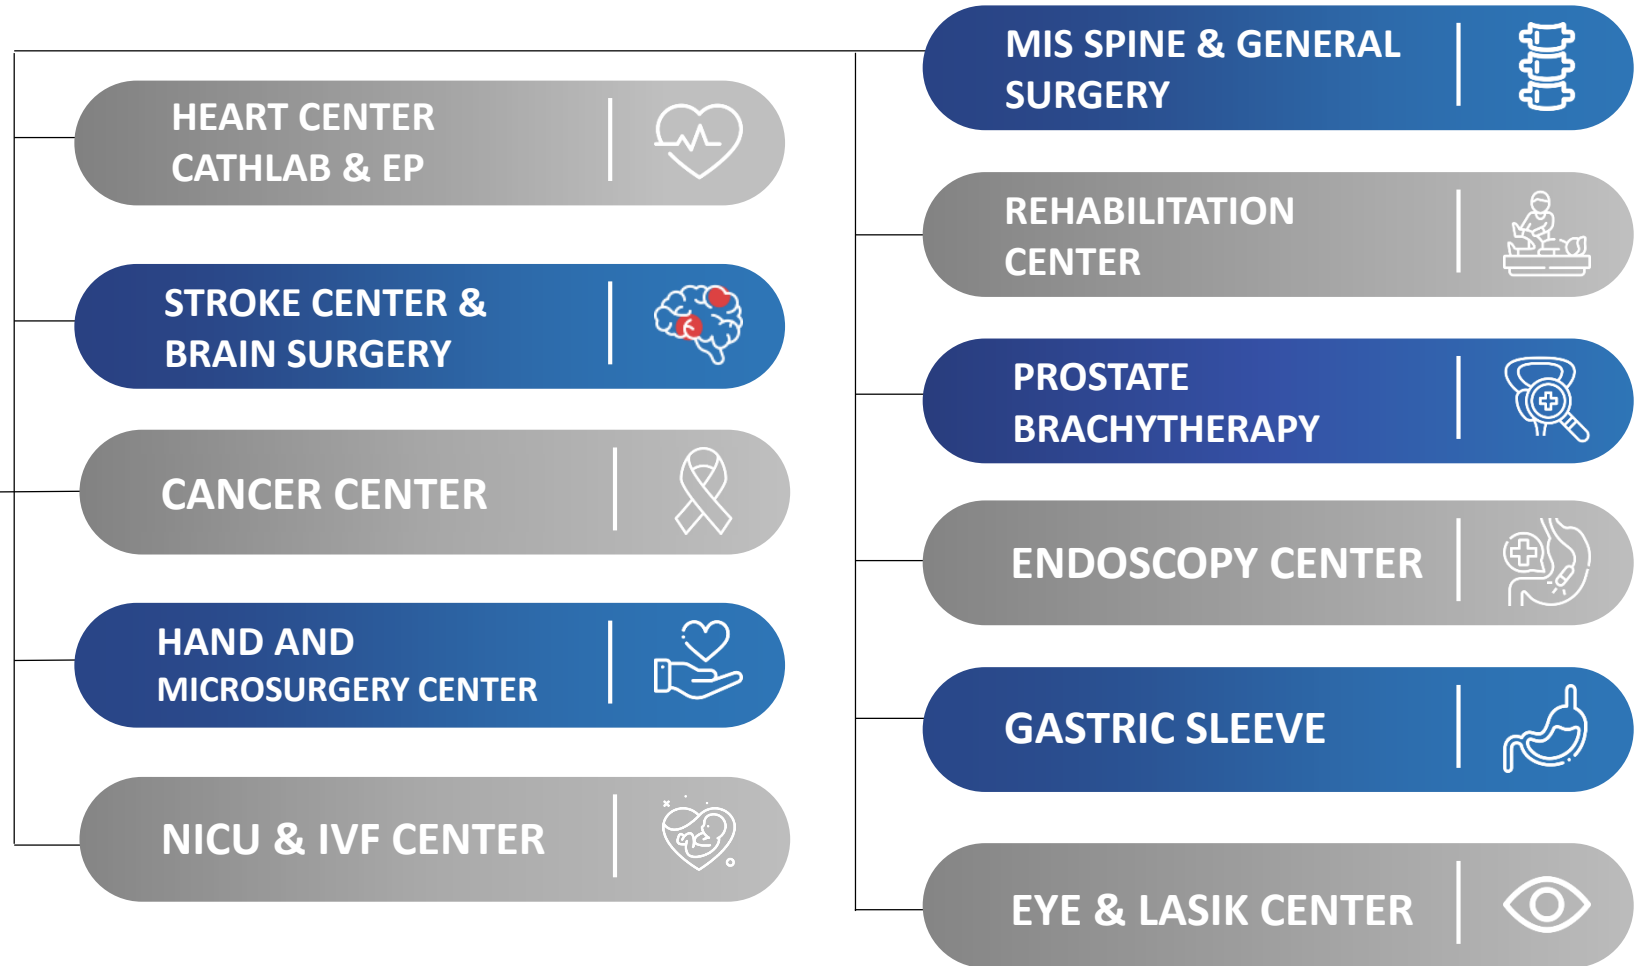 HEART CENTER
CATHLAB & EP
STROKE CENTER &
BRAIN SURGERY
CANCER CENTER
HAND AND
MICROSURGERY CENTER
NICU & IVF CENTER
MIS SPINE & GENERAL
SURGERY
REHABILITATION
CENTER
PROSTATE
BRACHYTHERAPY
ENDOSCOPY CENTER
GASTRIC SLEEVE
EYE & LASIK CENTER